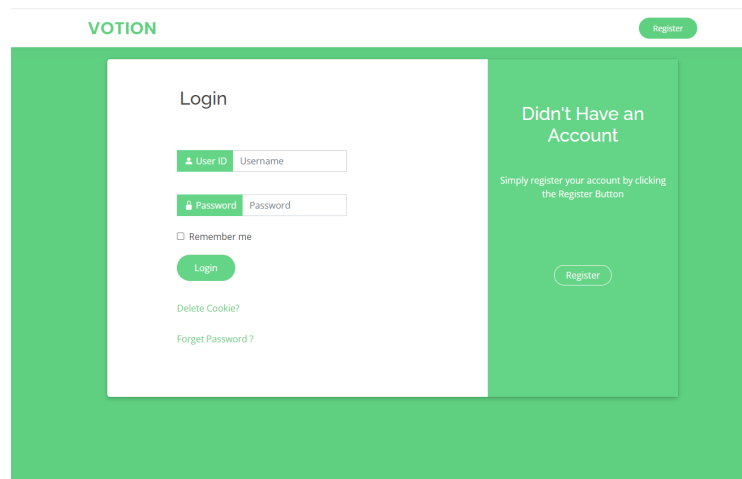 VOTION
Register
Login
User ID
Username
Password
Password
Remember me
Login
Delete Cookie?
Forget Password ?
Didn't Have an
Account
Simply register your account by clicking
the Register Button
Register